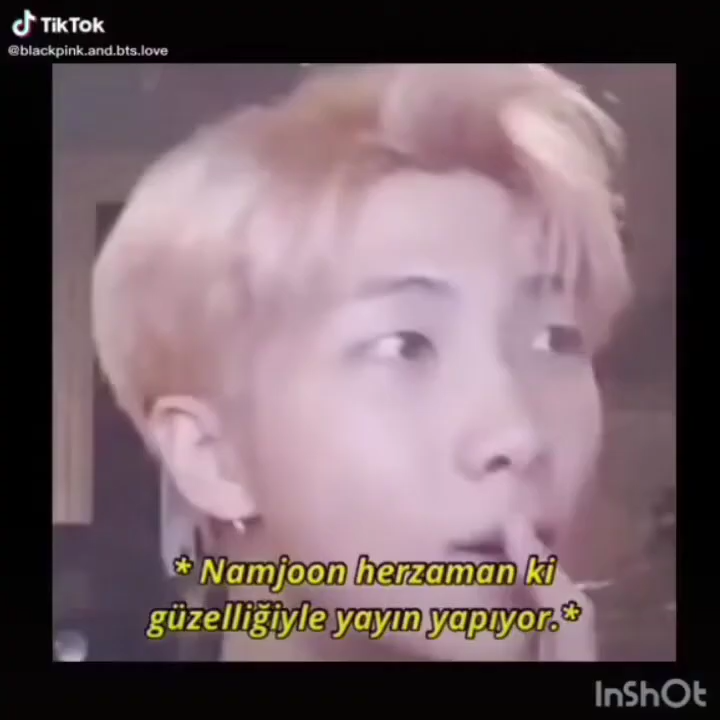 TikTok
@blackpink.and.bts.love
* Namjoon herzaman ki
güzelliğiyle yayın yapıyor.*
InShOt